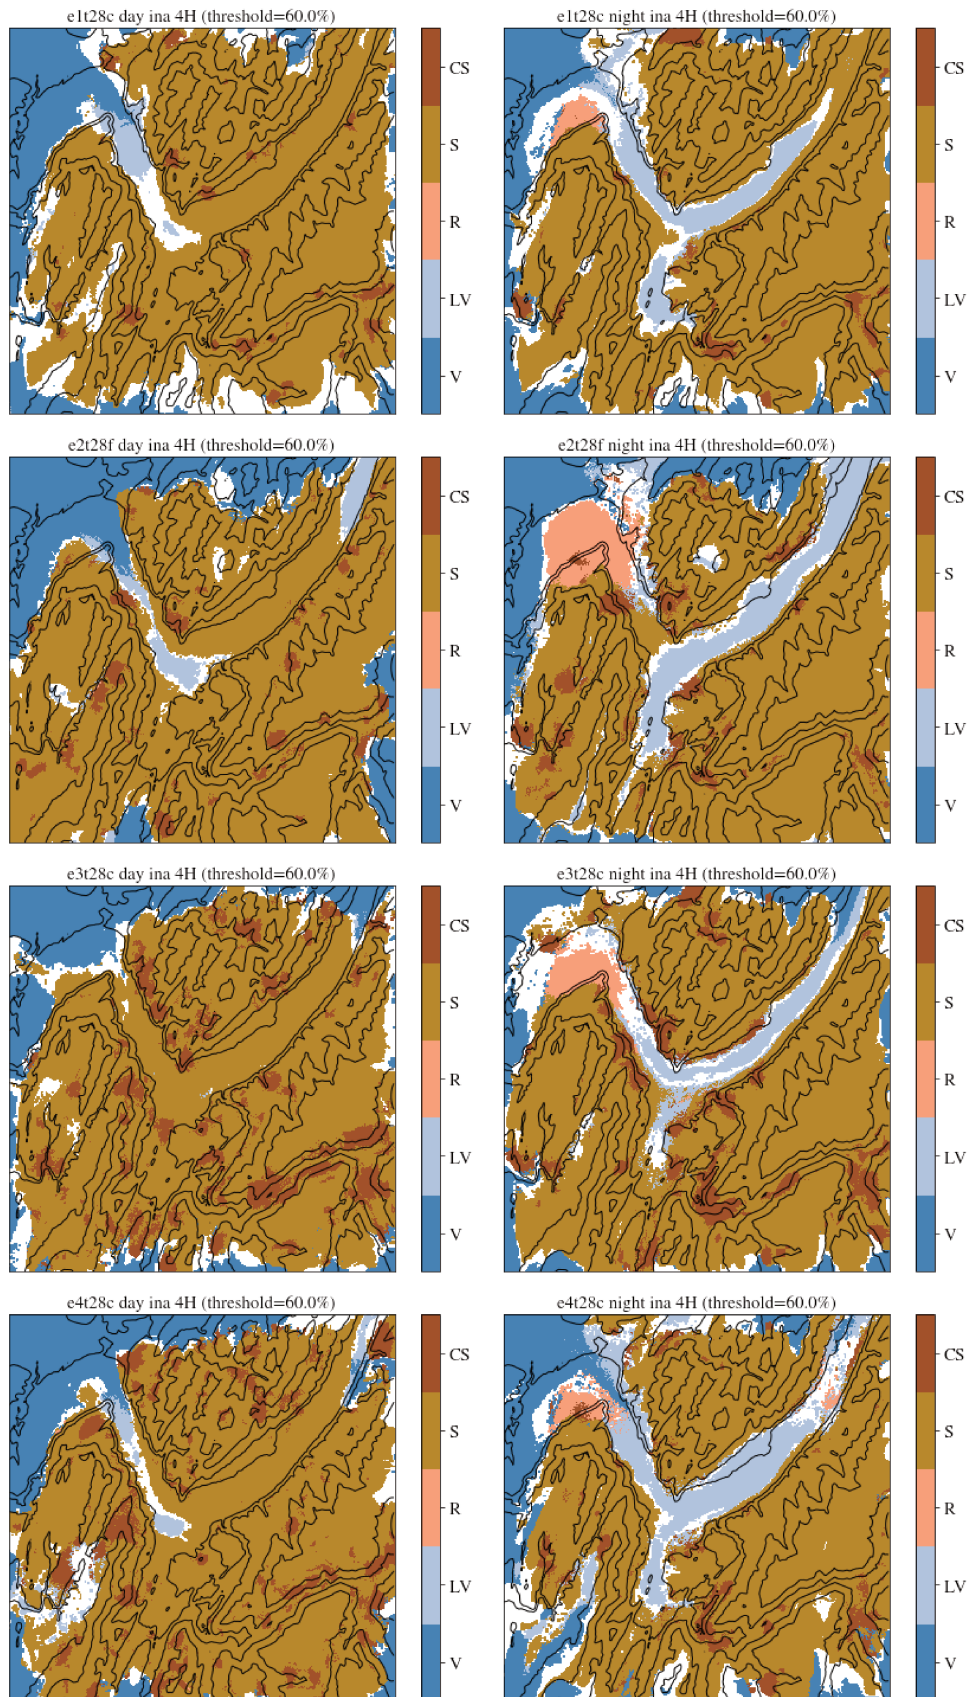 e1t28c day ina 4H (threshold=60.0%)
CS
S
R
LV
V
e1t28c night ina 4H (threshold=60.0%)
CS
S
R
LV
V
e2t28f day ina 4H (threshold=60.0%)
CS
S
R
LV
V
e2t28f night ina 4H (threshold=60.0%)
CS
S
R
LV
V
e3t28c day ina 4H (threshold=60.0%)
CS
S
R
LV
V
e3t28c night ina 4H (threshold=60.0%)
CS
S
R
LV
V
e4t28c day ina 4H (threshold=60.0%)
CS
S
R
LV
V
e4t28c night ina 4H (threshold=60.0%)
CS
S
R
LV
V